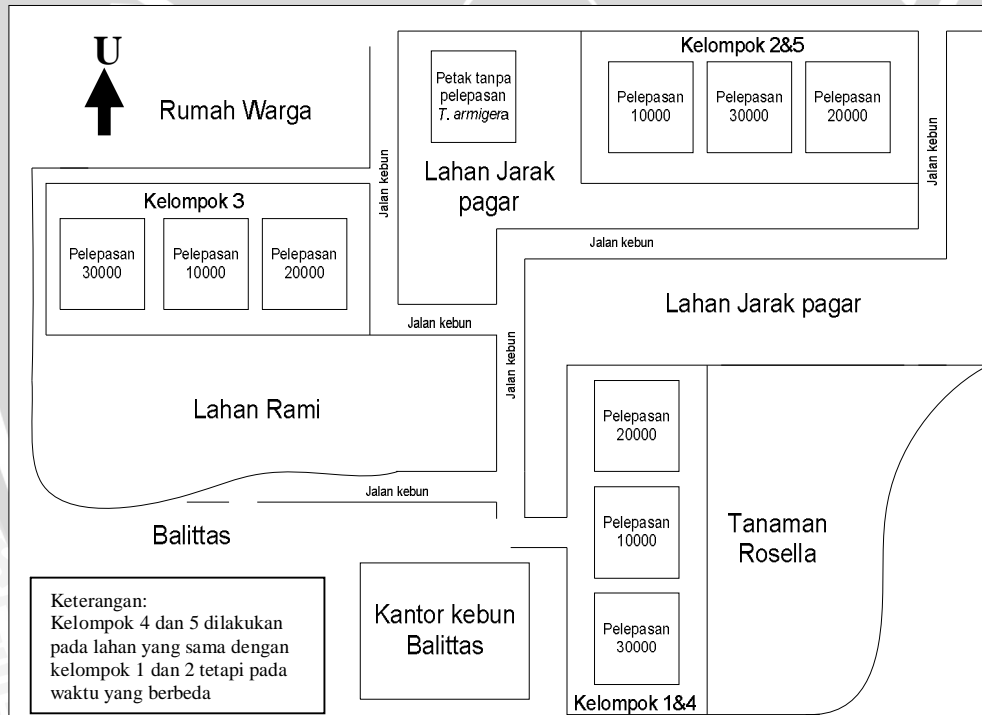 U
Rumah Warga
Petak tanpa
pelepasan
T. armigera
Kelompok 2&5
Pelepasan
10000
Pelepasan
30000
Pelepasan
20000
Jalan kebun
Lahan Jarak
pagar
Jalan kebun
Kelompok 3
Pelepasan
30000
Pelepasan
10000
Pelepasan
20000
Jalan kebun
Lahan Jarak pagar
Jalan kebun
Jalan kebun
Lahan Rami
Pelepasan
20000
Jalan kebun
Pelepasan
10000
Tanaman
Rosella
Balittas
Keterangan:
Kelompok 4 dan 5 dilakukan
pada lahan yang sama dengan
kelompok 1 dan 2 tetapi pada
waktu yang berbeda
Kantor kebun
Balittas
Pelepasan
30000
Kelompok 1&4